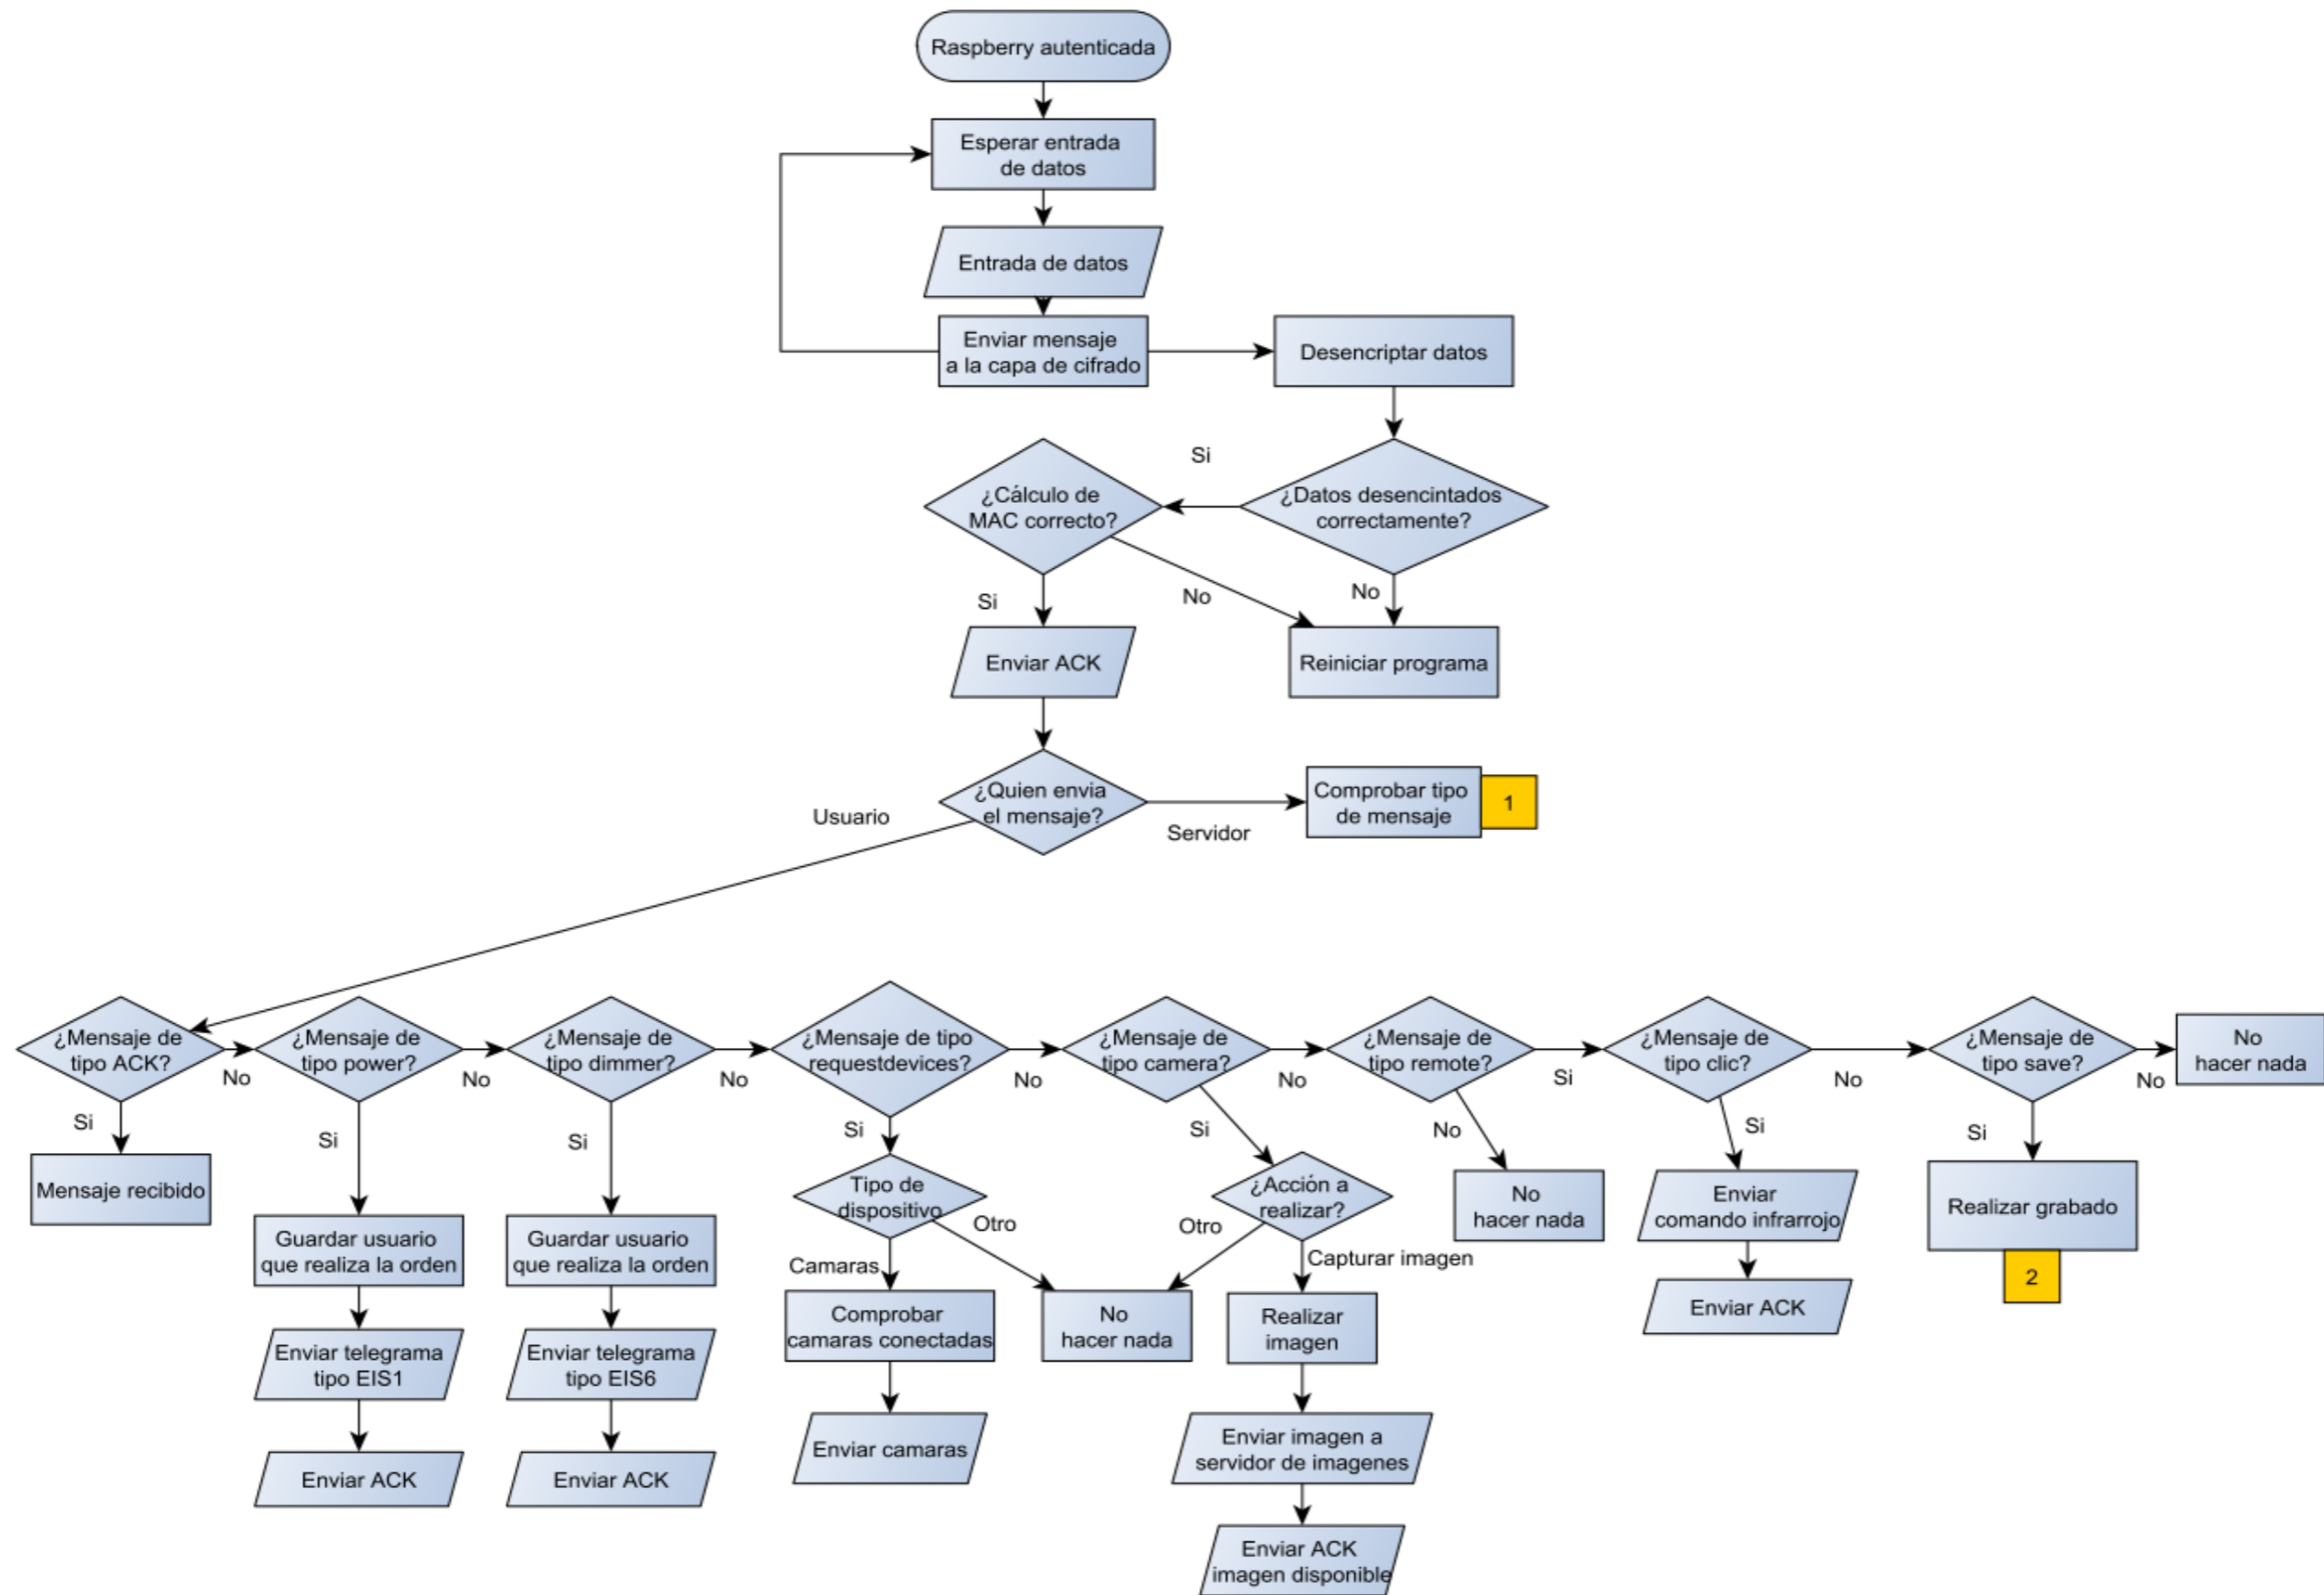 Raspberry autenticada
Esperar entrada
de datos
Entrada de datos
Enviar mensaje
a la capa de cifrado
Desencriptar datos
Si
¿Cálculo de
MAC correcto?
¿Datos desencintados
correctamente?
Si
No
No
Enviar ACK
Reiniciar programa
¿Quien envia
el mensaje?
Usuario
Servidor
Comprobar tipo
de mensaje
1
¿Mensaje de
tipo ACK?
No
¿Mensaje de
tipo power?
No
¿Mensaje de
tipo dimmer?
No
¿Mensaje de tipo
requestdevices?
No
¿Mensaje de
tipo camera?
No
¿Mensaje de
tipo remote?
Si
¿Mensaje de
tipo clic?
No
¿Mensaje de
tipo save?
No
No
hacer nada
Si
Mensaje recibido
Si
Guardar usuario
que realiza la orden
Enviar telegrama
tipo EIS1
Enviar ACK
Si
Guardar usuario
que realiza la orden
Enviar telegrama
tipo EIS6
Enviar ACK
Si
Tipo de
dispositivo
Otro
Camaras
Comprobar
camaras conectadas
Enviar camaras
No
hacer nada
Si
¿Acción a
realizar?
Otro
Capturar imagen
Realizar
imagen
Enviar imagen a
servidor de imagenes
Enviar ACK
imagen disponible
No
No
hacer nada
Si
Enviar
comando infrarrojo
Enviar ACK
Si
Realizar grabado
2